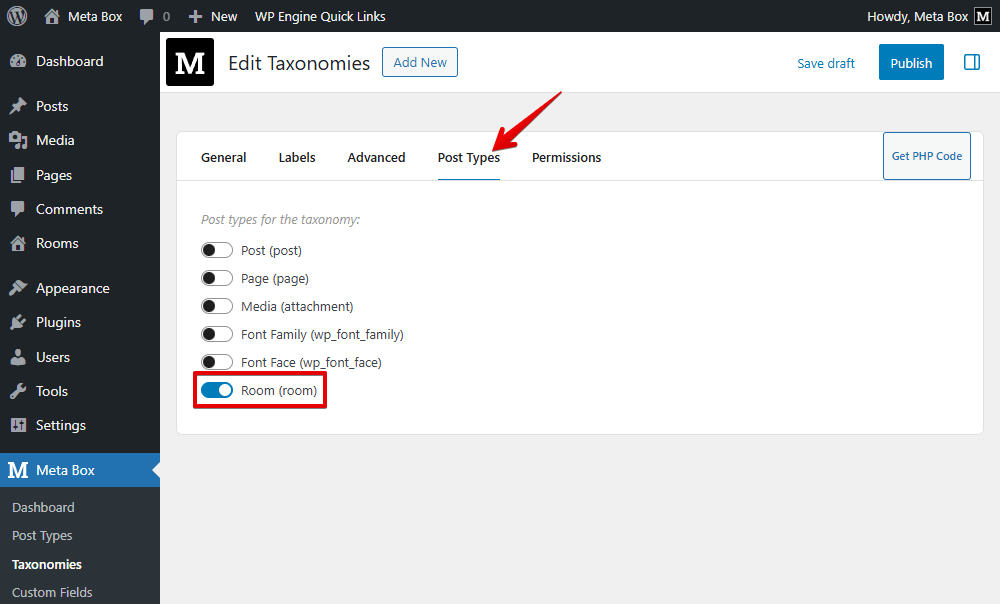 Meta Box 0 New WP Engine Quick Links Howdy, Meta Box M
Dashboard
Posts
Media
Pages
Comments
Rooms
Appearance
Plugins
Users
Tools
Settings
M Meta Box
Dashboard
Post Types
Taxonomies
Custom Fields
M Edit Taxonomies Add New Save draft Publish
General Labels Advanced Post Types Permissions Get PHP Code
Post types for the taxonomy:
Post (post)
Page (page)
Media (attachment)
Font Family (wp_font_family)
Font Face (wp_font_face)
Room (room)